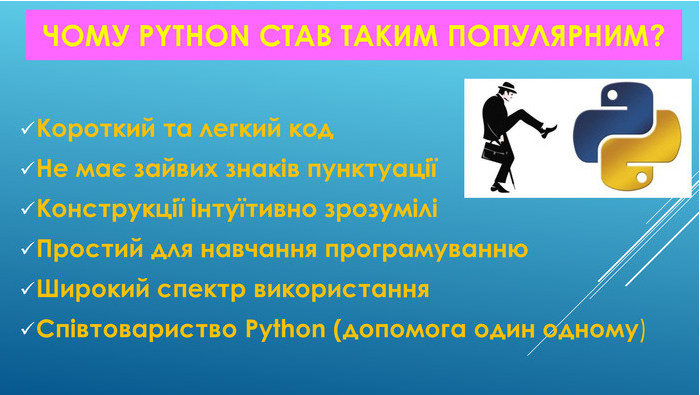 ЧОМУ PYTHON СТАВ ТАКИМ ПОПУЛЯРНИМ?
✓Короткий та легкий код
✓Не має зайвих знаків пунктуації
✓Конструкції інтуїтивно зрозумілі
✓Простий для навчання програмуванню
✓Широкий спектр використання
✓Співтовариство Python (допомога один одному)